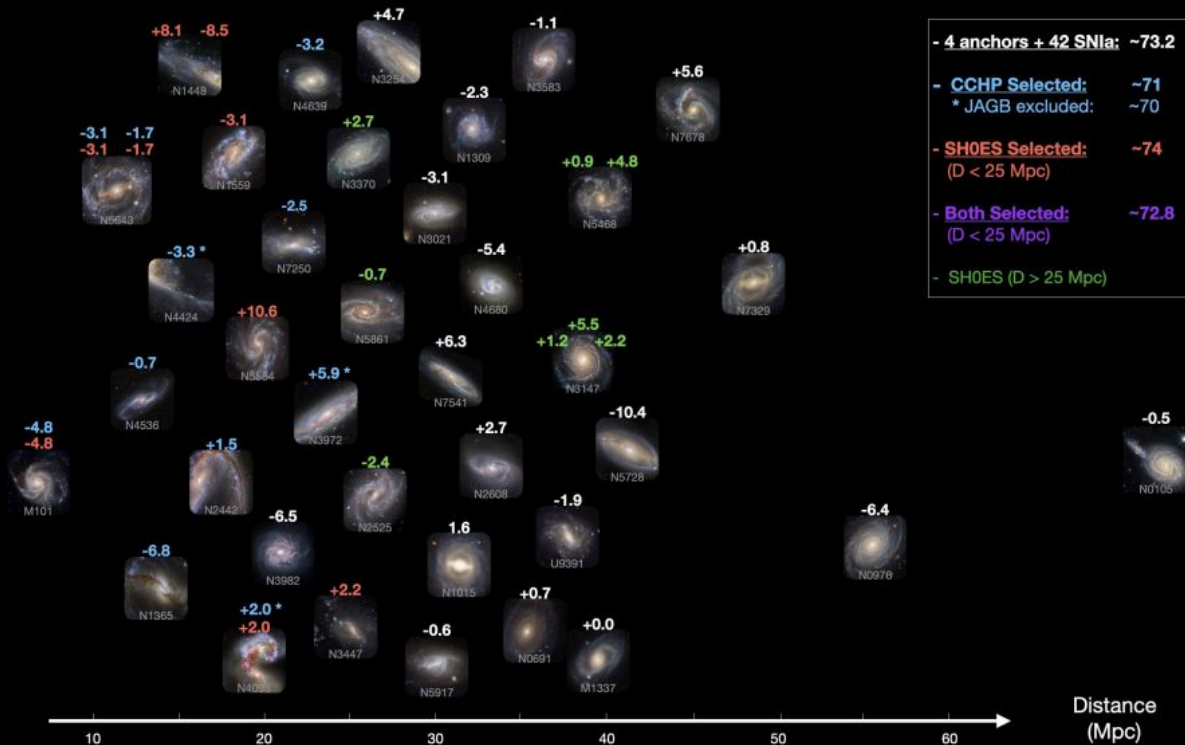 +8.1 -8.5
N1448
-3.2
N4639
+4.7
N3254
-1.1
N3583
+5.6
N7678
-2.3
N1309
-3.1 -1.7
-3.1 -1.7
N5643
-3.1
N1559
+2.7
N3370
-3.1
N3021
+0.9 +4.8
N5468
-2.5
N7250
-3.3 *
N4424
-0.7
N5861
-5.4
N4680
+0.8
N7329
+10.6
N5584
+6.3
N7541
+5.5
+1.2 +2.2
N3147
-0.7
N4536
+5.9 *
N3972
-4.8
-4.8
M101
+1.5
N2442
-2.4
N2525
+2.7
N2608
-10.4
N5728
-0.5
N0105
-6.5
N3982
1.6
N1015
-1.9
U9391
-6.4
N0976
-6.8
N1365
+2.0 *
+2.0
N4038
+2.2
N3447
-0.6
N5917
+0.7
N0691
+0.0
M1337
- 4 anchors + 42 SNIa: ~73.2
- CCHP Selected: ~71
* JAGB excluded: ~70
- SH0ES Selected: ~74
(D < 25 Mpc)
- Both Selected: ~72.8
(D < 25 Mpc)
- SH0ES (D > 25 Mpc)
10 20 30 40 50 60
Distance
(Mpc)